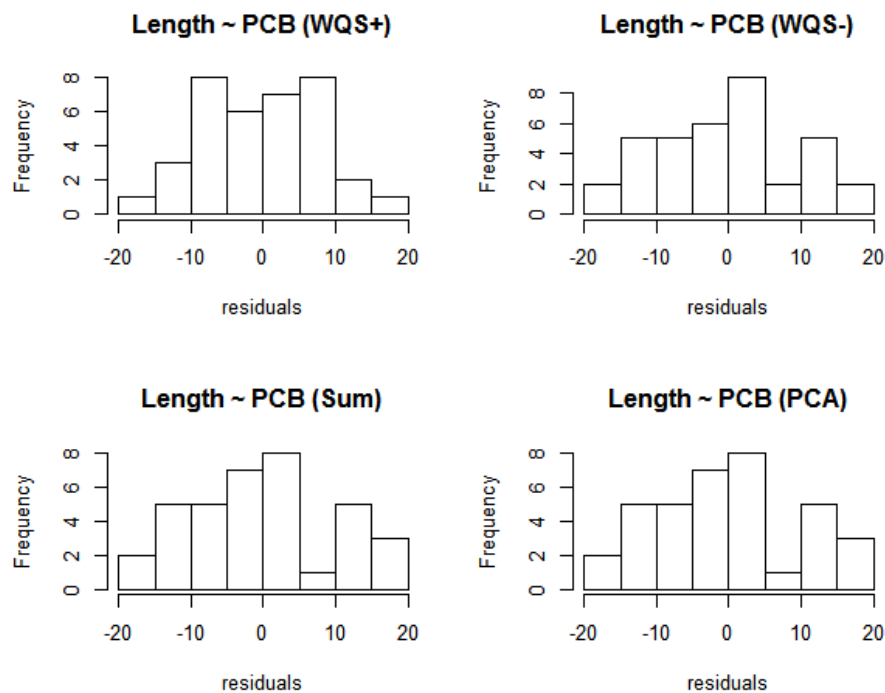 Length ~ PCB (WQS+)
Frequency
8
6
4
2
0
-20 -10 0 10 20
residuals
Length ~ PCB (WQS-)
Frequency
8
6
4
2
0
-20 -10 0 10 20
residuals
Length ~ PCB (Sum)
Frequency
8
6
4
2
0
-20 -10 0 10 20
residuals
Length ~ PCB (PCA)
Frequency
8
6
4
2
0
-20 -10 0 10 20
residuals